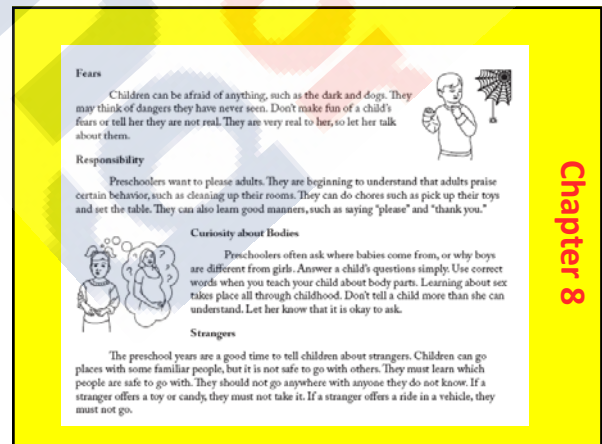 Fears
Children can be afraid of anything, such as the dark and dogs. They
may think of dangers they have never seen. Don't make fun of a child's
fears or tell her they are not real. They are very real to her, so let her talk
about them.
Responsibility
Preschoolers want to please adults. They are beginning to understand that adults praise
certain behavior, such as cleaning up their rooms. They can do chores such as pick up their toys
and set the table. They can also learn good manners, such as saying "please" and "thank you."
Curiosity about Bodies
Preschoolers often ask where babies come from, or why boys
are different from girls. Answer a child's questions simply. Use correct
words when you teach your child about body parts. Learning about sex
takes place all through childhood. Don't tell a child more than she can
understand. Let her know that it is okay to ask.
Strangers
The preschool years are a good time to tell children about strangers. Children can go
places with some familiar people, but it is not safe to go with others. They must learn which
people are safe to go with. They should not go anywhere with anyone they do not know. If a
stranger offers a toy or candy, they must not take it. If a stranger offers a ride in a vehicle, they
must not go.
Chapter 8